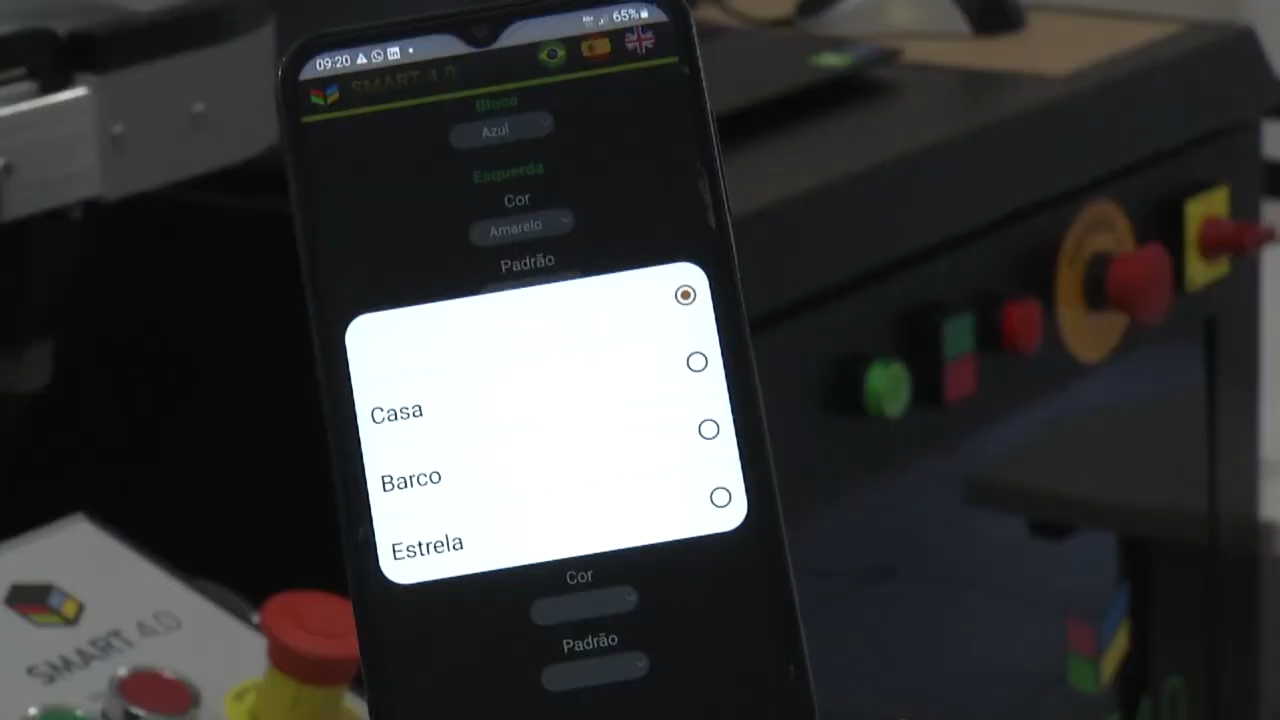 09:20
65%
SMART 4.0
Bloco
Azul
Esquerda
Cor
Amarelo
Padrão
Casa
Barco
Estrela
Cor
Padrão
SMART 4.0